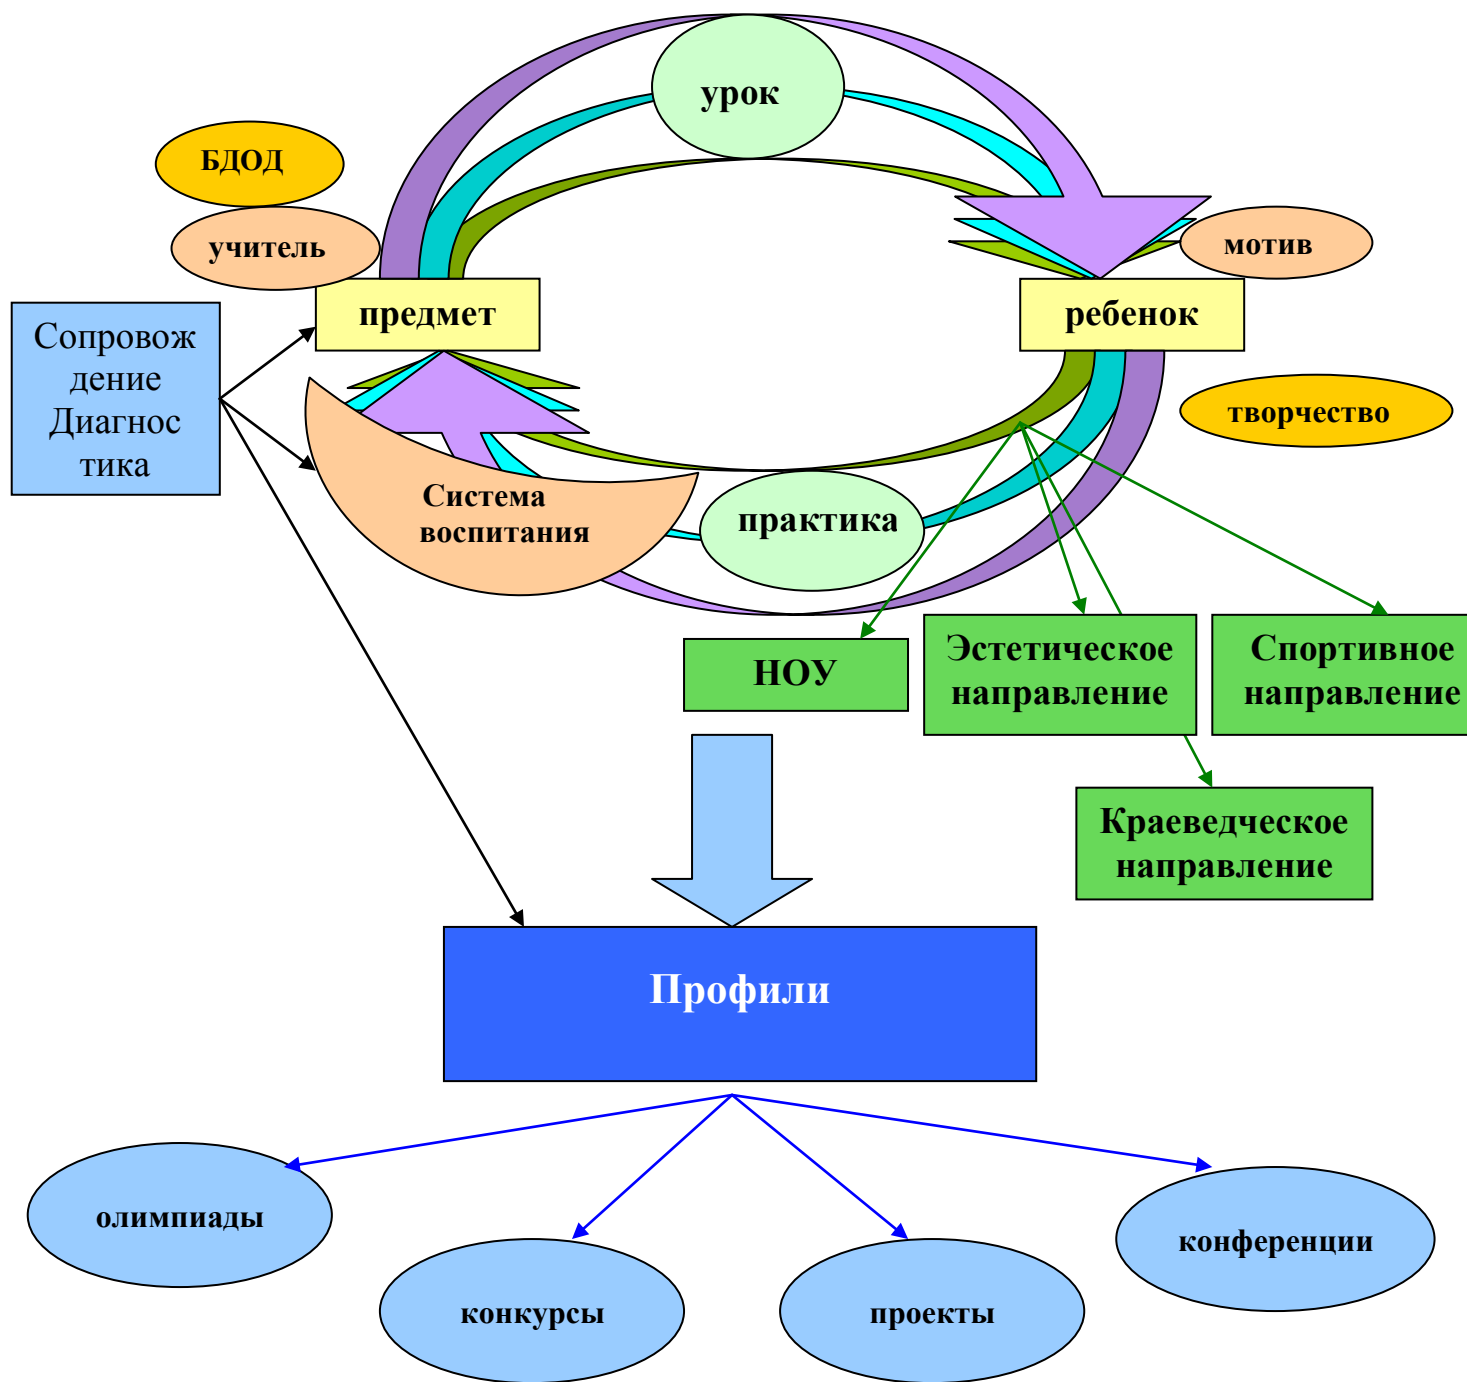 урок
БДОД
учитель
мотив
предмет
ребенок
Сопровож
дение
Диагнос
тика
творчество
Система
воспитания
практика
НОУ
Эстетическое
направление
Спортивное
направление
Краеведческое
направление
Профили
олимпиады
конкурсы
проекты
конференции